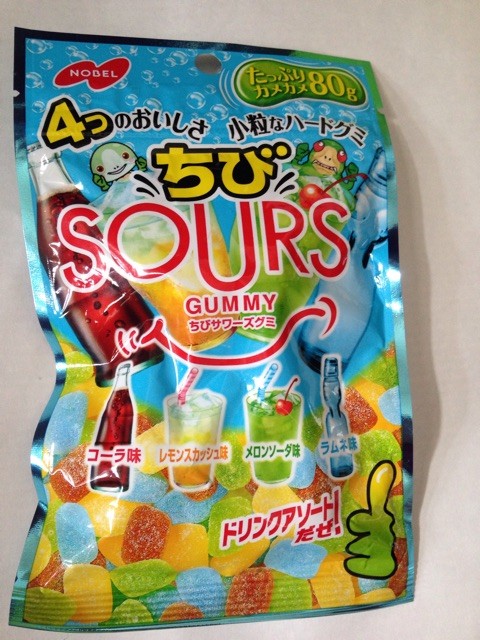 NOBEL
たっぷり
カメカメ80g
4つのおいしさ 小粒なハードグミ
ちび
SOURS
GUMMY
ちびサワーズグミ
コーラ味 レモンスカッシュ味 メロンソーダ味 ラムネ味
ドリンクアソート
だぜ!